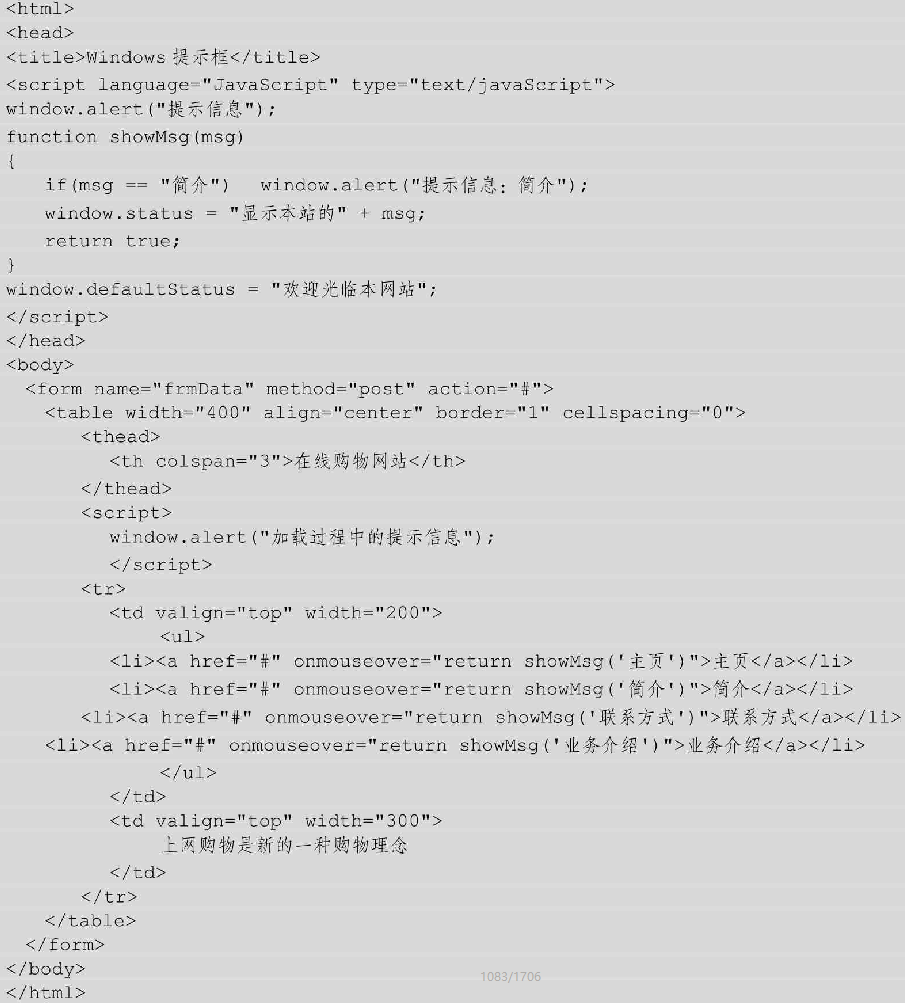 <html>
<head>
<title>Windows 提示框</title>
<script language="JavaScript" type="text/javaScript">
window.alert("提示信息");
function showMsg(msg)
{
if(msg == "简介") window.alert("提示信息：简介");
window.status = "显示本站的" + msg;
return true;
}
window.defaultStatus = "欢迎光临本网站";
</script>
</head>
<body>
<form name="frmData" method="post" action="#">
<table width="400" align="center" border="1" cellspacing="0">
<thead>
<th colspan="3">在线购物网站</th>
</thead>
<script>
window.alert("加载过程中的提示信息");
</script>
<tr>
<td valign="top" width="200">
<ul>
<li><a href="#" onmouseover="return showMsg('主页')">主页</a></li>
<li><a href="#" onmouseover="return showMsg('简介')">简介</a></li>
<li><a href="#" onmouseover="return showMsg('联系方式')">联系方式</a></li>
<li><a href="#" onmouseover="return showMsg('业务介绍')">业务介绍</a></li>
</ul>
</td>
<td valign="top" width="300">
上网购物是新的一种购物理念
</td>
</tr>
</table>
</form>
</body>
1083/1706
</html>